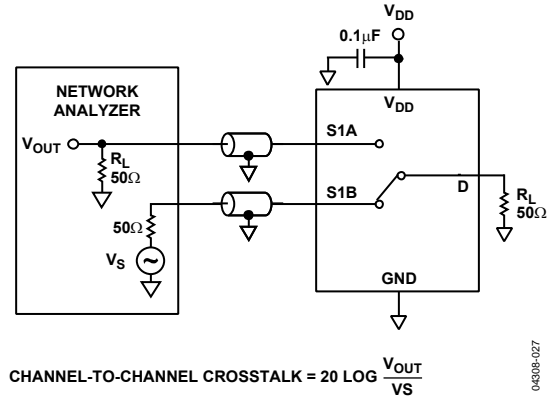 VDD
0.1μF
NETWORK
ANALYZER
VDD
VOUT
S1A
RL
50Ω
S1B
D
RL
50Ω
50Ω
VS
GND
CHANNEL-TO-CHANNEL CROSSTALK = 20 LOG VOUT/VS
04308-027